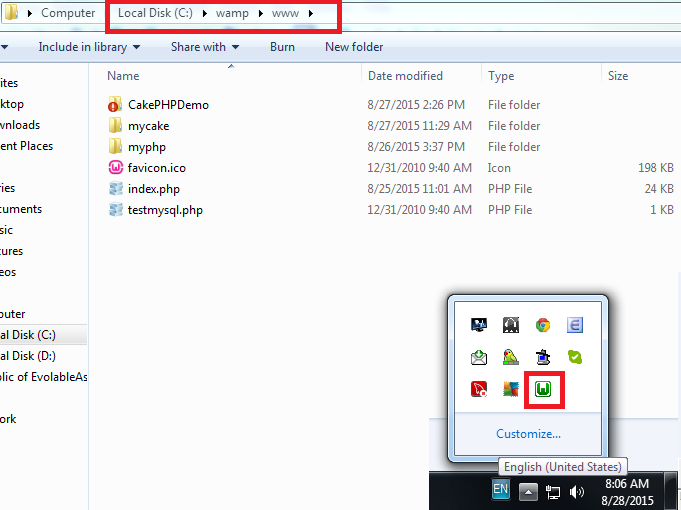 Computer Local Disk (C:) wamp www
Include in library Share with Burn New folder
Name Date modified Type Size
ites
ktop
wnloads
ent Places
ries
cuments
sic
tures
eos
puter
al Disk (C:)
al Disk (D:)
blic of EvolableAs
ork
CakePHPDemo 8/27/2015 2:26 PM File folder
mycake 8/27/2015 11:29 AM File folder
myphp 8/26/2015 3:37 PM File folder
favicon.ico 12/31/2010 9:40 AM Icon 198 KB
index.php 8/25/2015 11:01 AM PHP File 24 KB
testmysql.php 12/31/2010 9:40 AM PHP File 1 KB
Customize...
English (United States)
EN
8:06 AM
8/28/2015